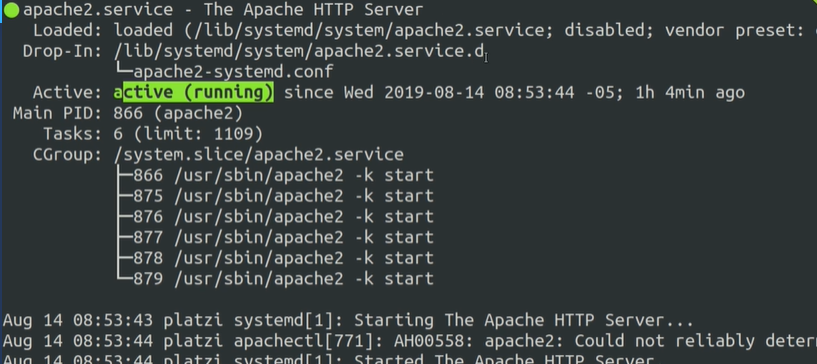 apache2.service - The Apache HTTP Server
Loaded: loaded (/lib/systemd/system/apache2.service; disabled; vendor preset:
Drop-In: /lib/systemd/system/apache2.service.d
└─apache2-systemd.conf
Active: active (running) since Wed 2019-08-14 08:53:44 -05; 1h 4min ago
Main PID: 866 (apache2)
Tasks: 6 (limit: 1109)
CGroup: /system.slice/apache2.service
├─866 /usr/sbin/apache2 -k start
├─875 /usr/sbin/apache2 -k start
├─876 /usr/sbin/apache2 -k start
├─877 /usr/sbin/apache2 -k start
├─878 /usr/sbin/apache2 -k start
└─879 /usr/sbin/apache2 -k start
Aug 14 08:53:43 platzi systemd[1]: Starting The Apache HTTP Server...
Aug 14 08:53:44 platzi apachectl[771]: AH00558: apache2: Could not reliably deter
Aug 14 08:53:44 platzi systemd[1]: Started The Apache HTTP Server